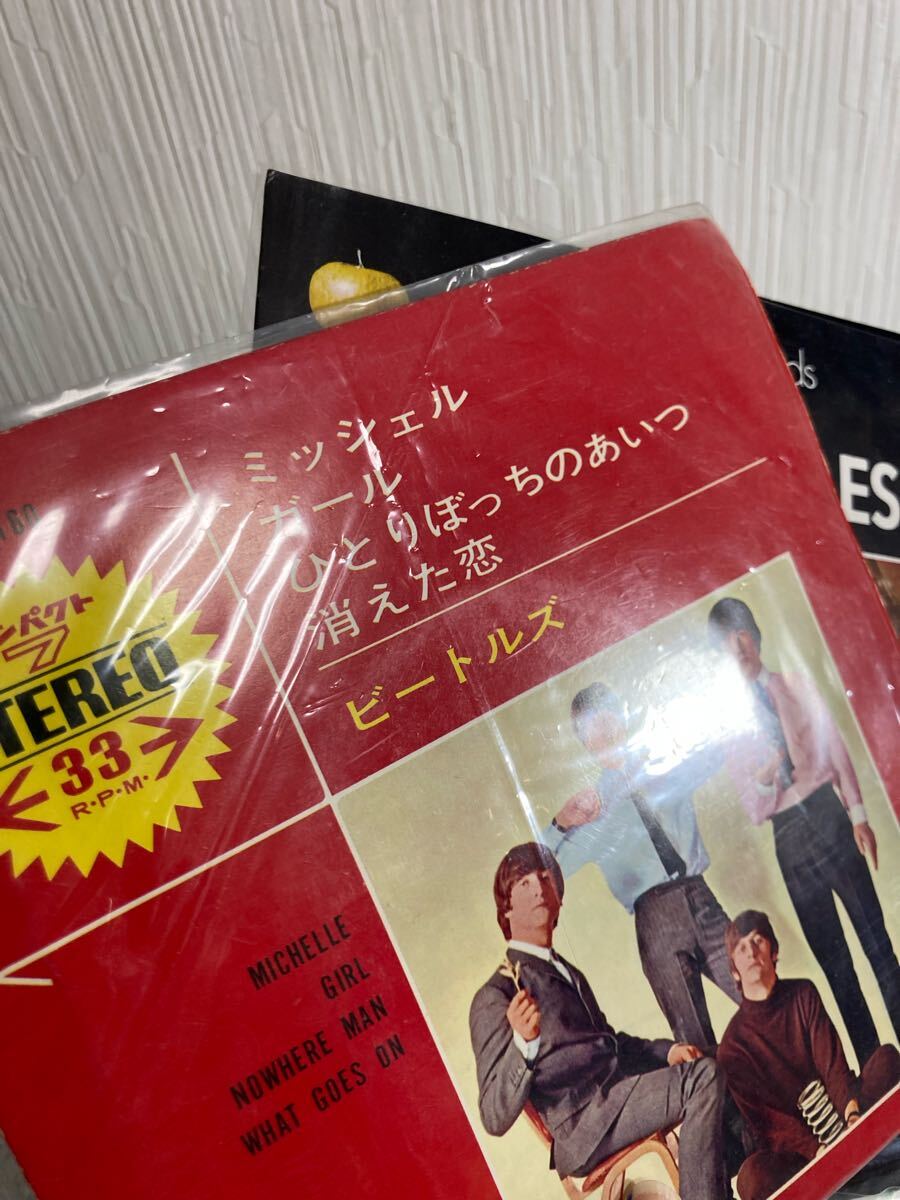 ミッシェル
ガール
ひとりぼっちのあいつ
消えた恋
ビートルズ
ンパクト
7
TEREO
33
R・P・M・
MICHELLE
GIRL
NOWHERE MAN
WHAT GOES ON
ds
ES